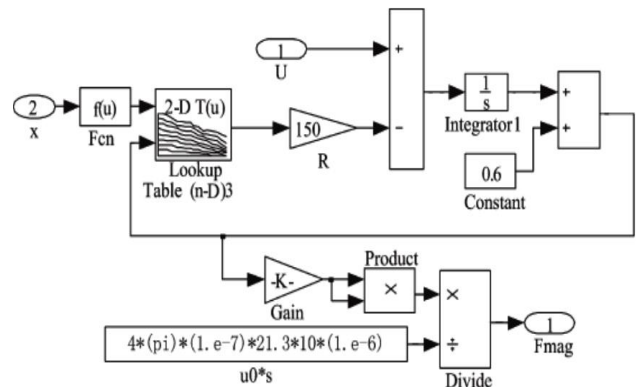 1
U
+
−
2
x
f(u)
Fcn
2-D T(u)
Lookup
Table (n-D)3
150
R
1
s
Integrator1
+
+
0.6
Constant
-K-
Gain
Product
×
4*(pi)*(1.e-7)*21.3*10*(1.e-6)
u0*s
×
÷
Divide
1
Fmag